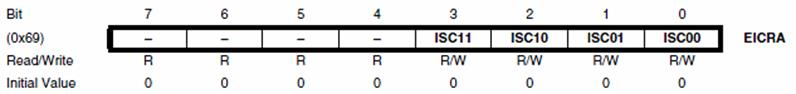 Bit 7 6 5 4 3 2 1 0
(0x69) – – – – ISC11 ISC10 ISC01 ISC00 EICRA
Read/Write R R R R R/W R/W R/W R/W
Initial Value 0 0 0 0 0 0 0 0